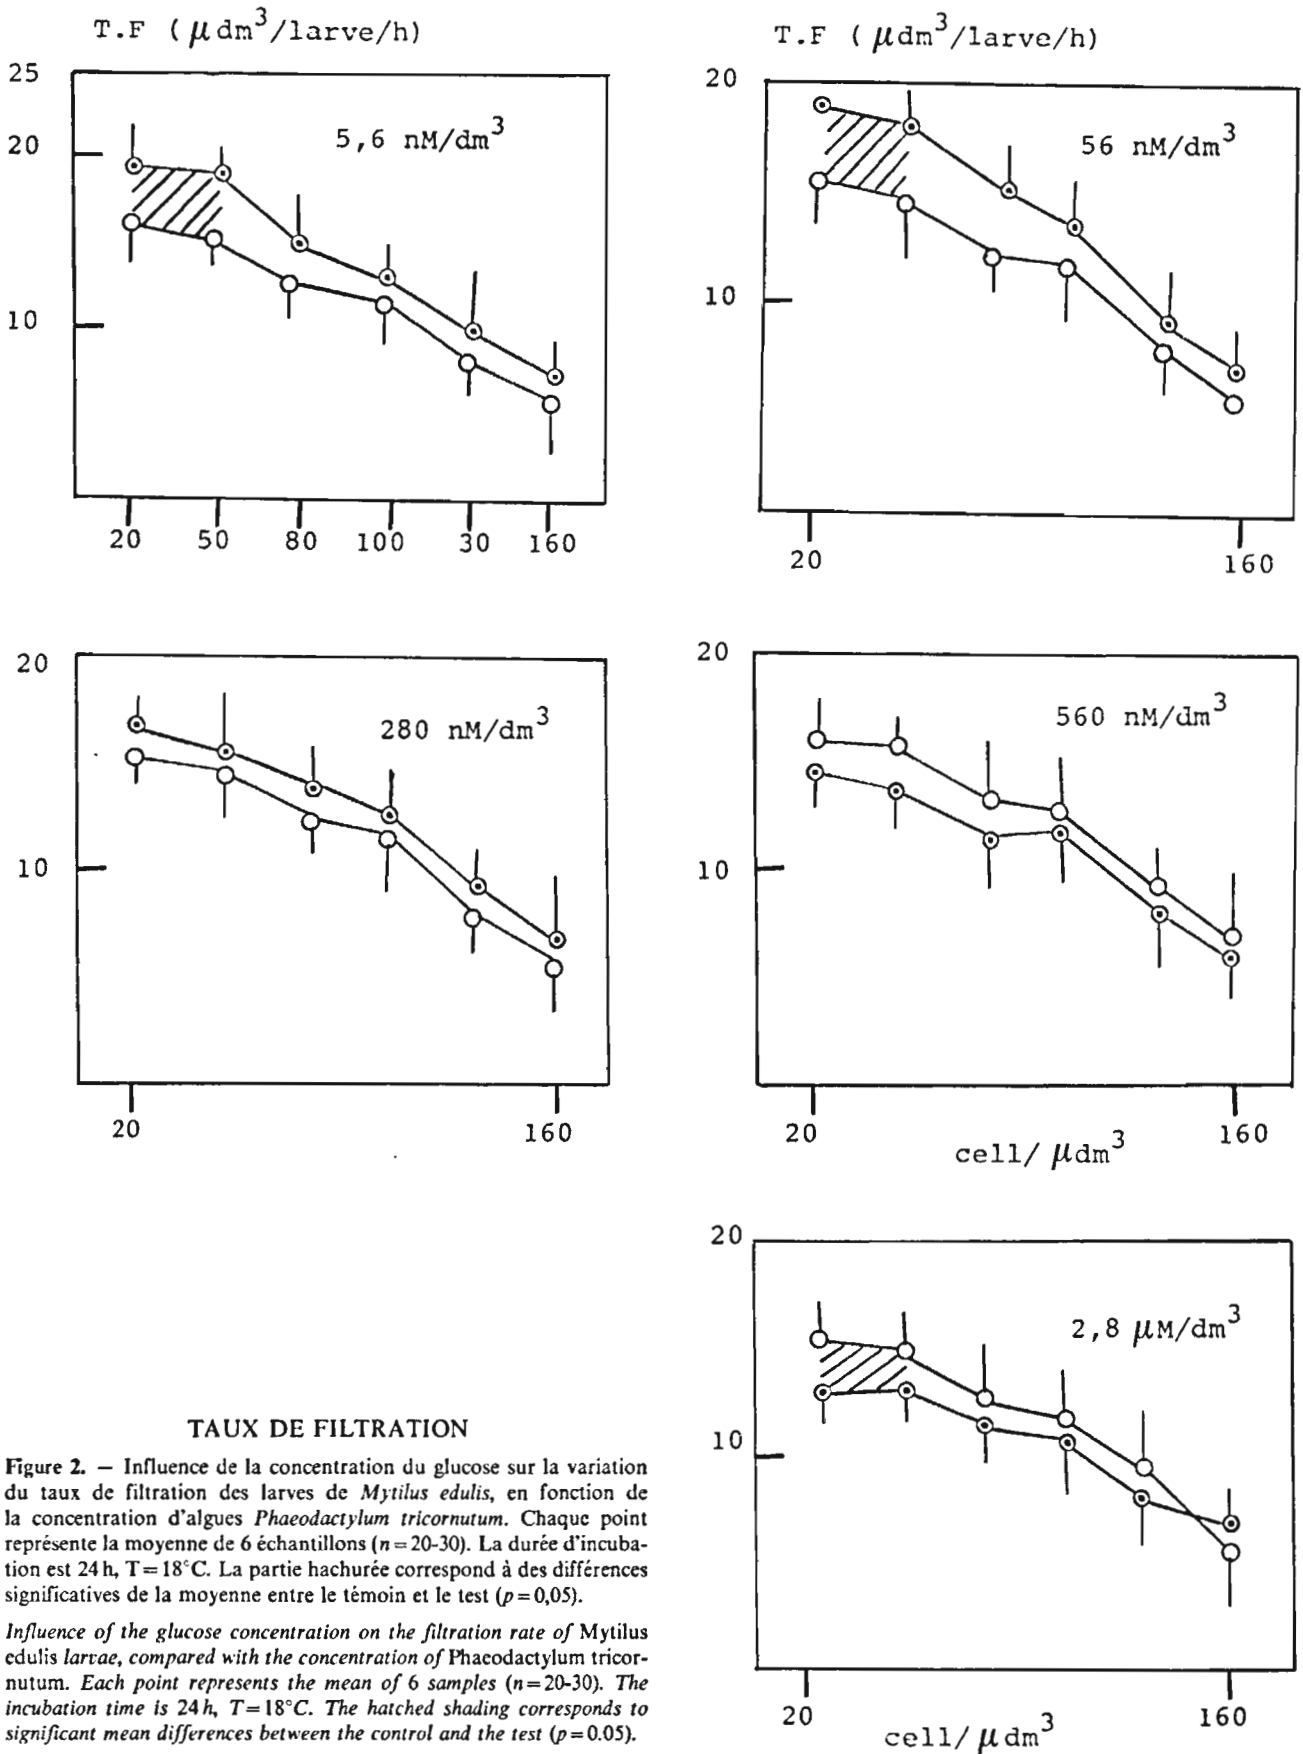 T.F (μdm³/larve/h)
25
20
10
5,6 nM/dm³
20 50 80 100 30 160
T.F (μdm³/larve/h)
20
10
56 nM/dm³
20 160
20
10
280 nM/dm³
20 160
20
10
560 nM/dm³
20 160
cell/ μdm³
20
10
2,8 μM/dm³
20 160
cell/ μdm³
TAUX DE FILTRATION
Figure 2. — Influence de la concentration du glucose sur la variation
du taux de filtration des larves de Mytilus edulis, en fonction de
la concentration d'algues Phaeodactylum tricornutum. Chaque point
représente la moyenne de 6 échantillons (n=20-30). La durée d'incuba-
tion est 24 h, T=18°C. La partie hachurée correspond à des différences
significatives de la moyenne entre le témoin et le test (p=0,05).
Influence of the glucose concentration on the filtration rate of Mytilus
edulis larvae, compared with the concentration of Phaeodactylum tricor-
nutum. Each point represents the mean of 6 samples (n=20-30). The
incubation time is 24 h, T=18°C. The hatched shading corresponds to
significant mean differences between the control and the test (p=0.05).